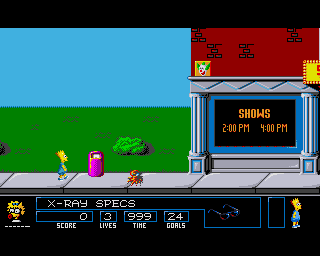 SHOWS
2:00 PM 4:00 PM
X-RAY SPECS
0 3 999 24
SCORE LIVES TIME GOALS